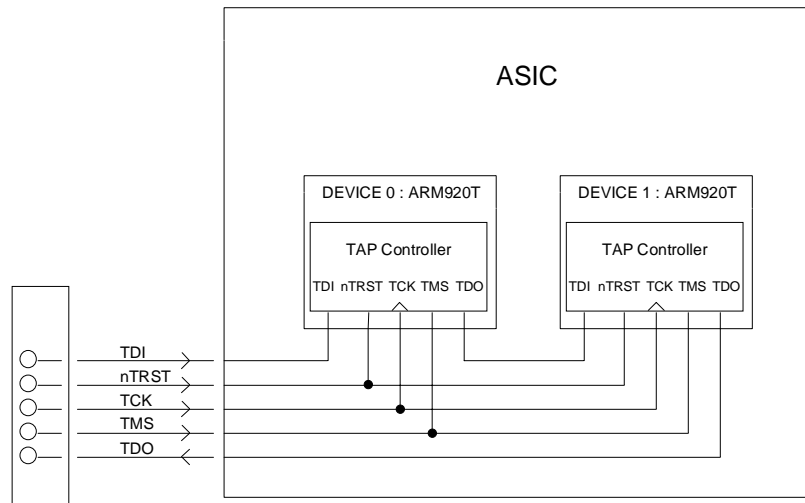 ASIC
DEVICE 0 : ARM920T
DEVICE 1 : ARM920T
TAP Controller
TAP Controller
TDI nTRST TCK TMS TDO
TDI nTRST TCK TMS TDO
TDI
nTRST
TCK
TMS
TDO